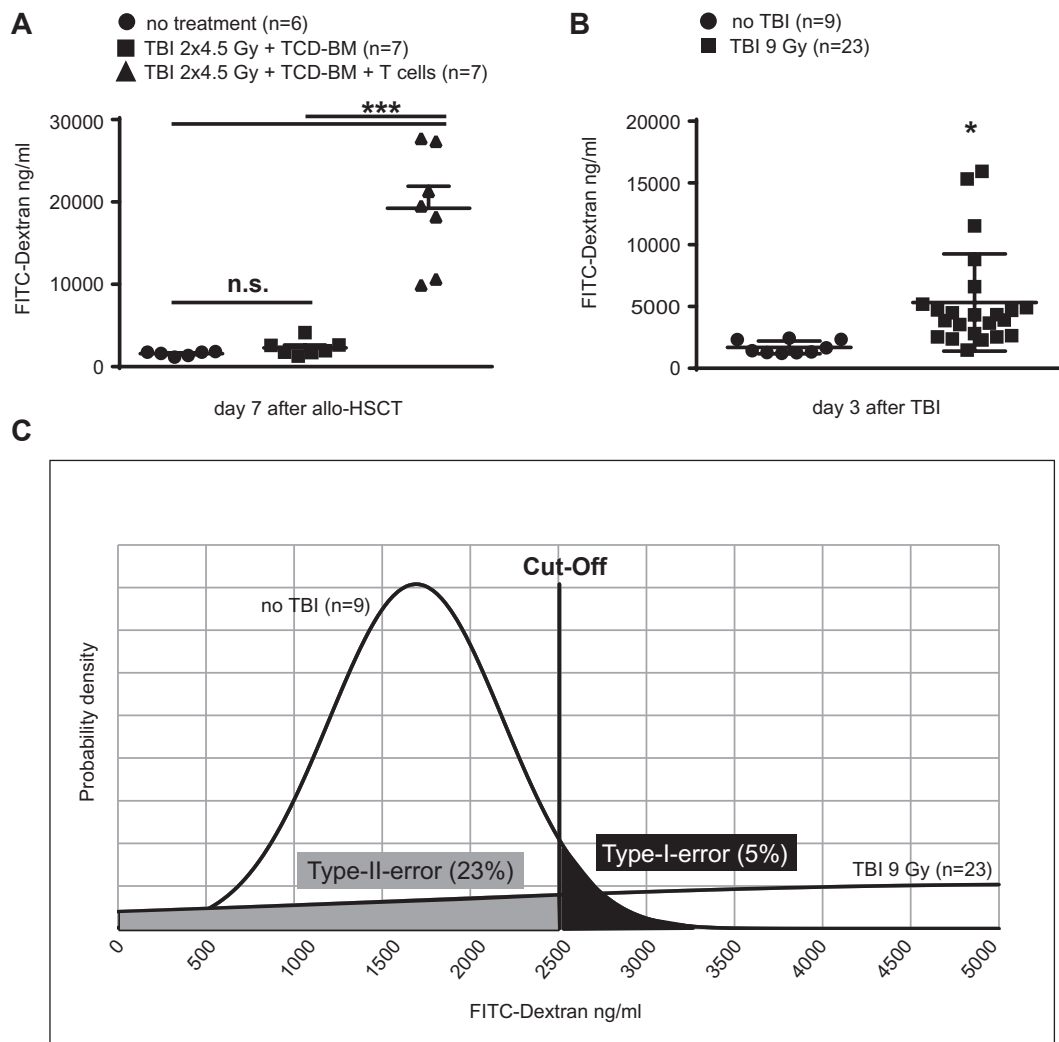 A
● no treatment (n=6)
■ TBI 2x4.5 Gy + TCD-BM (n=7)
▲ TBI 2x4.5 Gy + TCD-BM + T cells (n=7)
***
n.s.
30000
20000
10000
0
FITC-Dextran ng/ml
day 7 after allo-HSCT
B
● no TBI (n=9)
■ TBI 9 Gy (n=23)
*
20000
15000
10000
5000
0
FITC-Dextran ng/ml
day 3 after TBI
C
Cut-Off
no TBI (n=9)
Type-II-error (23%)
Type-I-error (5%)
TBI 9 Gy (n=23)
Probability density
0 500 1000 1500 2000 2500 3000 3500 4000 4500 5000
FITC-Dextran ng/ml